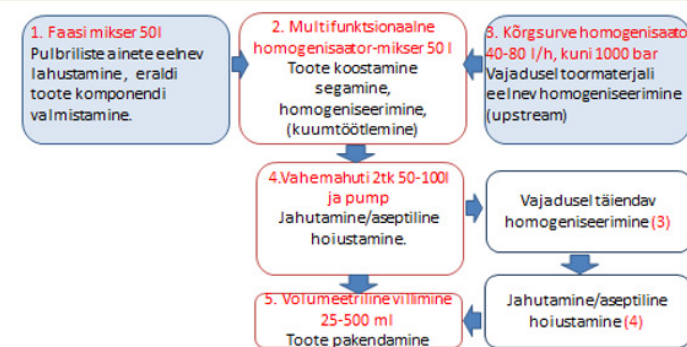 1. Faasi mikser 50l
Pulbriliste ainete eelnev
lahustamine, eraldi
toote komponendi
valmistamine.
2. Multifunktsionaalne
homogenisaator-mikser 50 l
Toote koostamine
segamine,
homogeniseerimine,
(kuumtöötlemine)
3. Kõrgsurve homogenisaato
40-80 l/h, kuni 1000 bar
Vajadusel toormaterjali
eelnev homogeniseerimine
(upstream)
4.Vahemahuti 2tk 50-100l
ja pump
Jahutamine/aseptiline
hoiustamine.
Vajadusel täiendav
homogeniseerimine (3)
Jahutamine/aseptiline
hoiustamine (4)
5. Volumeetriline villimine
25-500 ml
Toote pakendamine